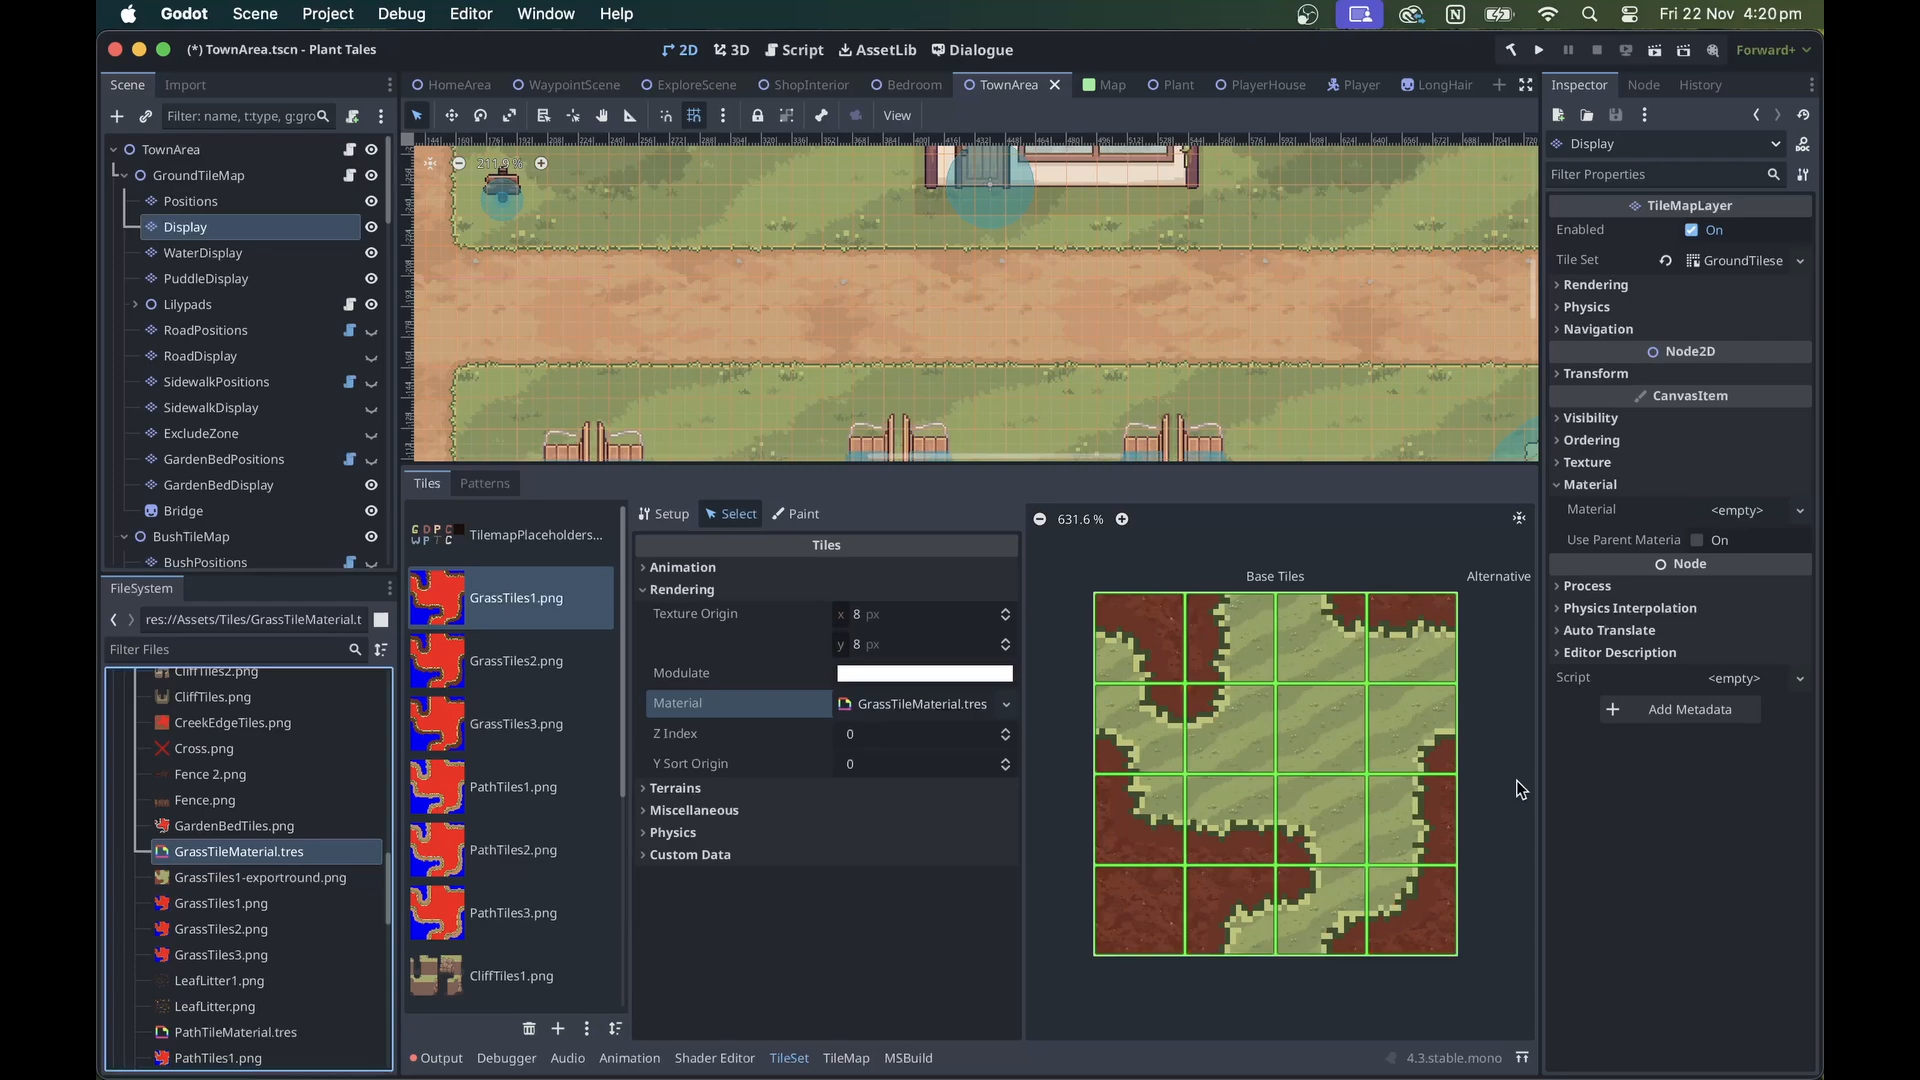 Godot Scene Project Debug Editor Window Help Fri 22 Nov 4:20 pm
(*) TownArea.tscn - Plant Tales 2D 3D Script AssetLib Dialogue Forward+
Scene Import HomeArea WaypointScene ExploreScene ShopInterior Bedroom TownArea Map Plant PlayerHouse Player LongHair Inspector Node History
Filter: name, t:type, g:gro View
211.9 %
TownArea
GroundTileMap
Positions
Display
WaterDisplay
PuddleDisplay
Lilypads
RoadPositions
RoadDisplay
SidewalkPositions
SidewalkDisplay
ExcludeZone
GardenBedPositions
GardenBedDisplay
Bridge
BushTileMap
BushPositions
FileSystem
res://Assets/Tiles/GrassTileMaterial.t
Filter Files
CliffTiles2.png
CliffTiles.png
CreekEdgeTiles.png
Cross.png
Fence 2.png
Fence.png
GardenBedTiles.png
GrassTileMaterial.tres
GrassTiles1-exportround.png
GrassTiles1.png
GrassTiles2.png
GrassTiles3.png
LeafLitter1.png
LeafLitter.png
PathTileMaterial.tres
PathTiles1.png
Tiles Patterns
TilemapPlaceholders...
GrassTiles1.png
GrassTiles2.png
GrassTiles3.png
PathTiles1.png
PathTiles2.png
PathTiles3.png
CliffTiles1.png
Setup Select Paint
Tiles
Animation
Rendering
Texture Origin x 8 px
y 8 px
Modulate
Material GrassTileMaterial.tres
Z Index 0
Y Sort Origin 0
Terrains
Miscellaneous
Physics
Custom Data
631.6 %
Base Tiles Alternative
Output Debugger Audio Animation Shader Editor TileSet TileMap MSBuild 4.3.stable.mono
Display
Filter Properties
TileMapLayer
Enabled On
Tile Set GroundTilese
Rendering
Physics
Navigation
Node2D
Transform
CanvasItem
Visibility
Ordering
Texture
Material
Material <empty>
Use Parent Materia On
Node
Process
Physics Interpolation
Auto Translate
Editor Description
Script <empty>
Add Metadata